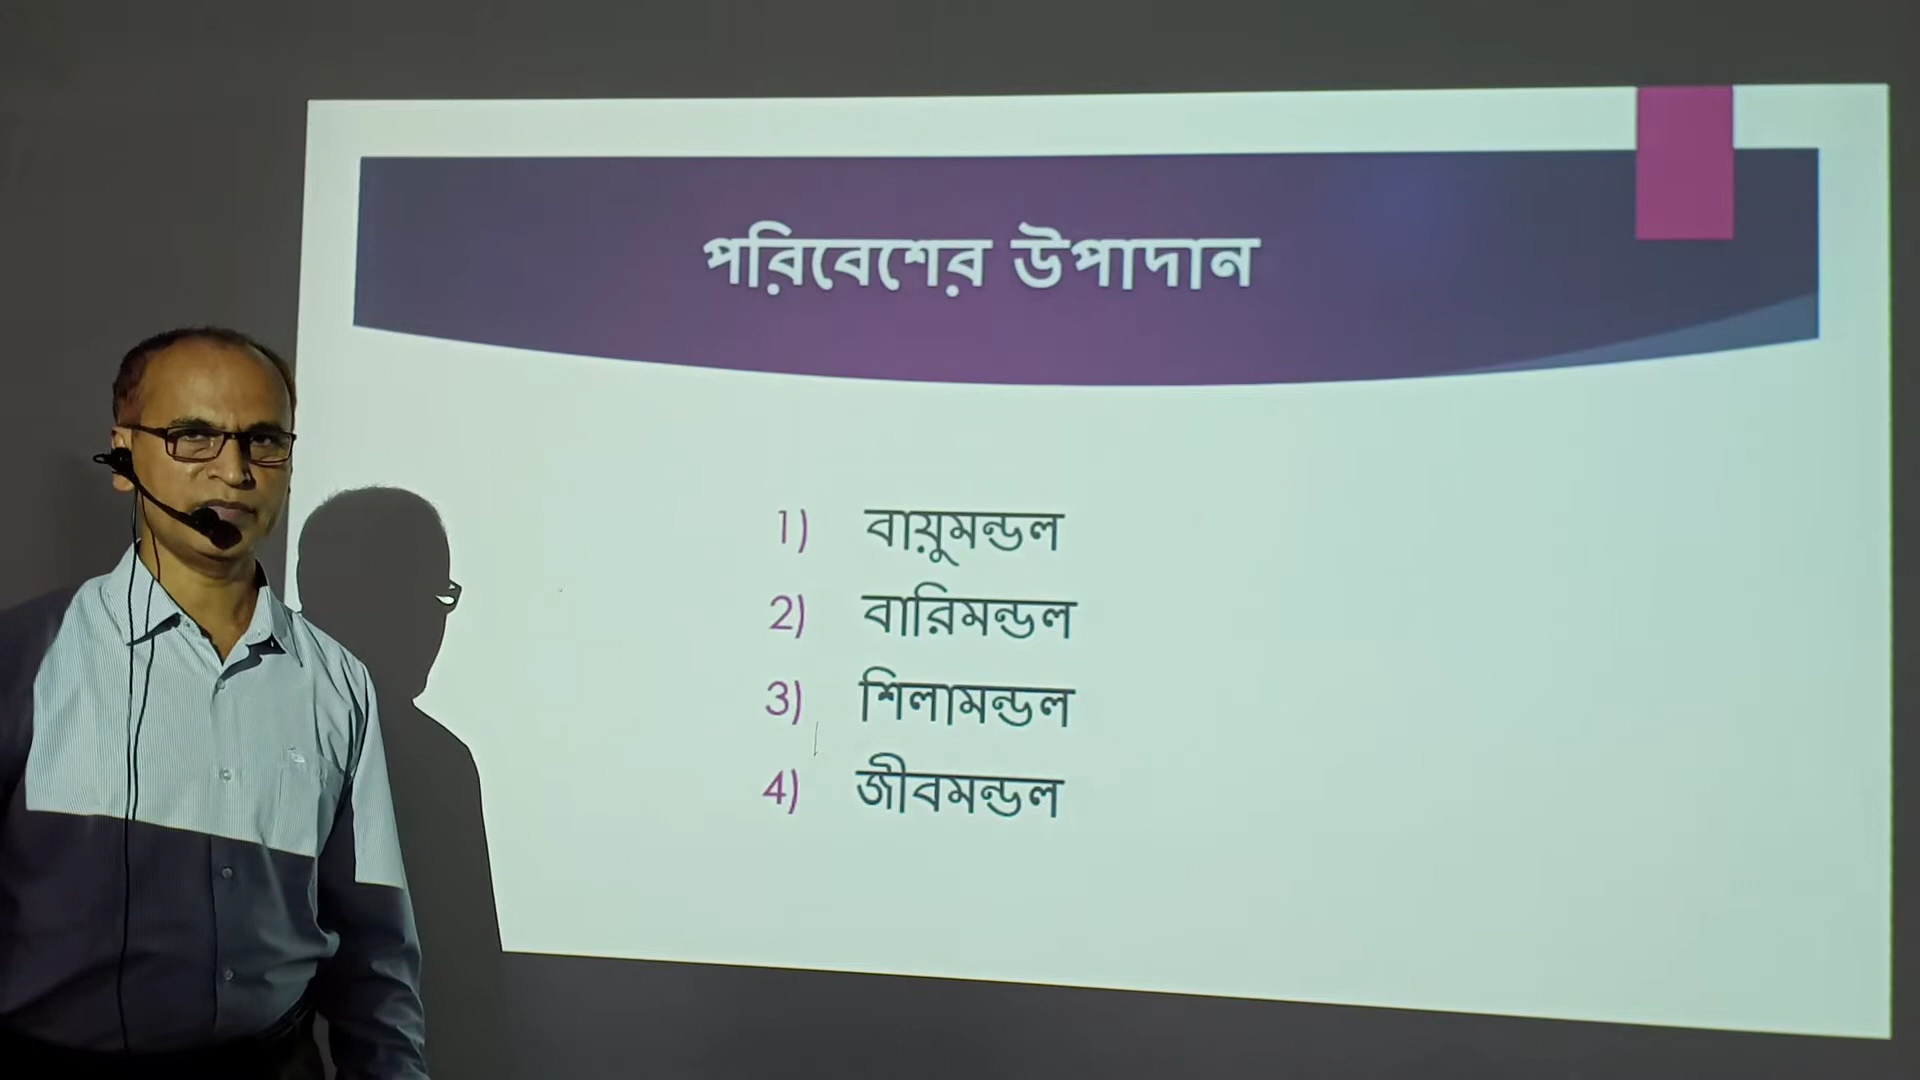 পরিবেশের উপাদান
1) বায়ুমন্ডল
2) বারিমন্ডল
3) শিলামন্ডল
4) জীবমন্ডল